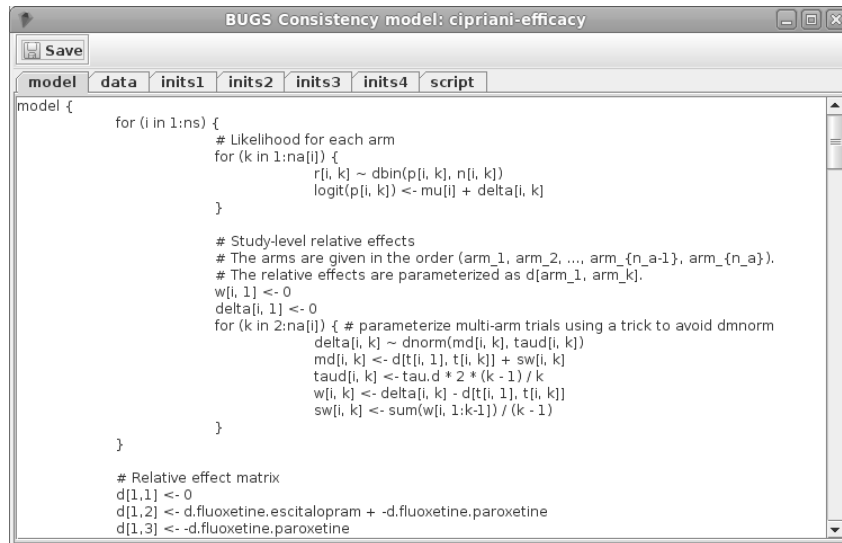 BUGS Consistency model: cipriani-efficacy
Save
model data inits1 inits2 inits3 inits4 script
model {
for (i in 1:ns) {
# Likelihood for each arm
for (k in 1:na[i]) {
r[i, k] ~ dbin(p[i, k], n[i, k])
logit(p[i, k]) <- mu[i] + delta[i, k]
}
# Study-level relative effects
# The arms are given in the order (arm_1, arm_2, ..., arm_{n_a-1}, arm_{n_a}).
# The relative effects are parameterized as d[arm_1, arm_k].
w[i, 1] <- 0
delta[i, 1] <- 0
for (k in 2:na[i]) { # parameterize multi-arm trials using a trick to avoid dmnorm
delta[i, k] ~ dnorm(md[i, k], taud[i, k])
md[i, k] <- d[t[i, 1], t[i, k]] + sw[i, k]
taud[i, k] <- tau.d * 2 * (k - 1) / k
w[i, k] <- delta[i, k] - d[t[i, 1], t[i, k]]
sw[i, k] <- sum(w[i, 1:k-1]) / (k - 1)
}
}
# Relative effect matrix
d[1,1] <- 0
d[1,2] <- d.fluoxetine.escitalopram + -d.fluoxetine.paroxetine
d[1,3] <- -d.fluoxetine.paroxetine